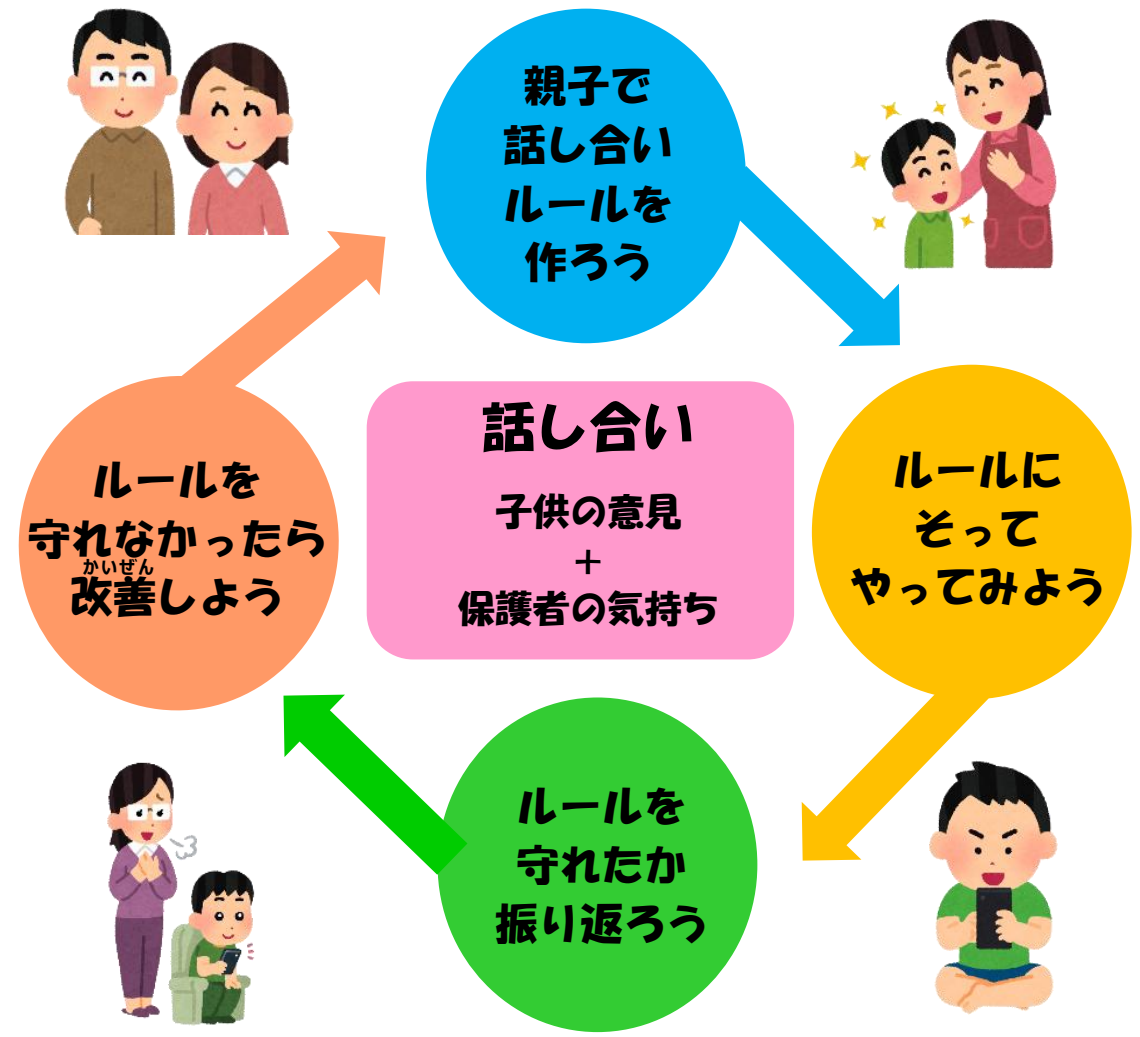 親子で
話し合い
ルールを
作ろう
ルールに
そって
やってみよう
ルールを
守れたか
振り返ろう
ルールを
守れなかったら
かいぜん
改善しよう
話し合い
子供の意見
+
保護者の気持ち